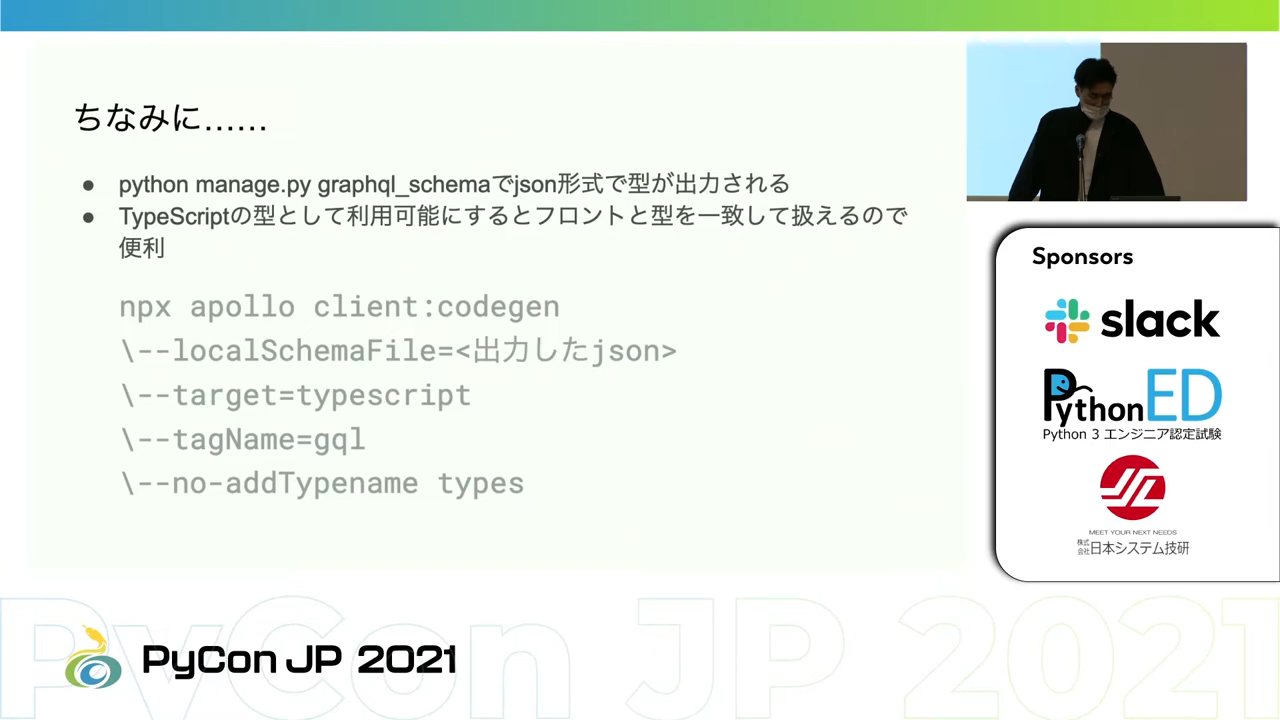 ちなみに……
● python manage.py graphql_schemaでjson形式で型が出力される
● TypeScriptの型として利用可能にするとフロントと型を一致して扱えるので
便利
npx apollo client:codegen
\--localSchemaFile=<出力したjson>
\--target=typescript
\--tagName=gql
\--no-addTypename types
Sponsors
slack
PythonED
Python 3 エンジニア認定試験
MEET YOUR NEXT NEEDS
株式会社日本システム技研
PyCon JP 2021
PyCon JP 2021